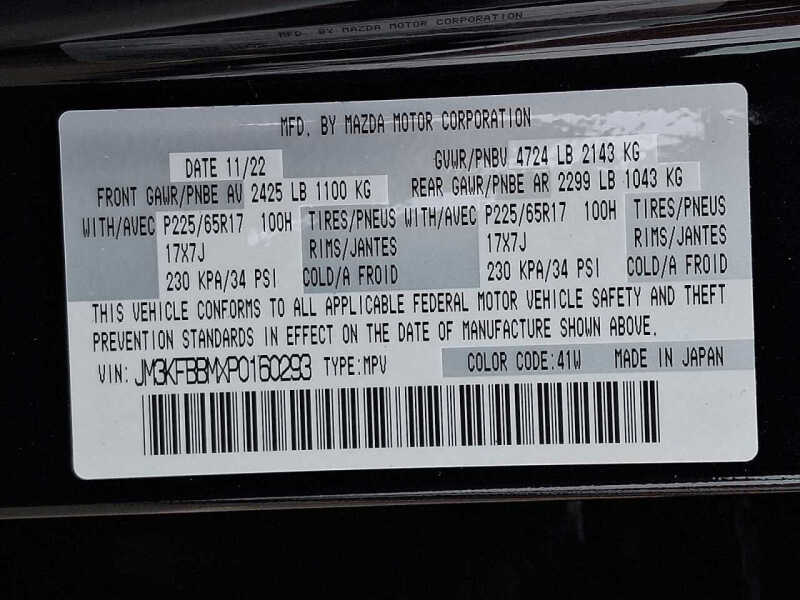 MFD. BY MAZDA MOTOR CORPORATION
MFD. BY MAZDA MOTOR CORPORATION
DATE 11/22 GVWR/PNBV 4724 LB 2143 KG
FRONT GAWR/PNBE AV 2425 LB 1100 KG REAR GAWR/PNBE AR 2299 LB 1043 KG
WITH/AVEC P225/65R17 100H TIRES/PNEUS WITH/AVEC P225/65R17 100H TIRES/PNEUS
17X7J RIMS/JANTES 17X7J RIMS/JANTES
230 KPA/34 PSI COLD/A FROID 230 KPA/34 PSI COLD/A FROID
THIS VEHICLE CONFORMS TO ALL APPLICABLE FEDERAL MOTOR VEHICLE SAFETY AND THEFT
PREVENTION STANDARDS IN EFFECT ON THE DATE OF MANUFACTURE SHOWN ABOVE.
VIN: JM3KFBBMXP0160293 TYPE:MPV COLOR CODE:41W MADE IN JAPAN